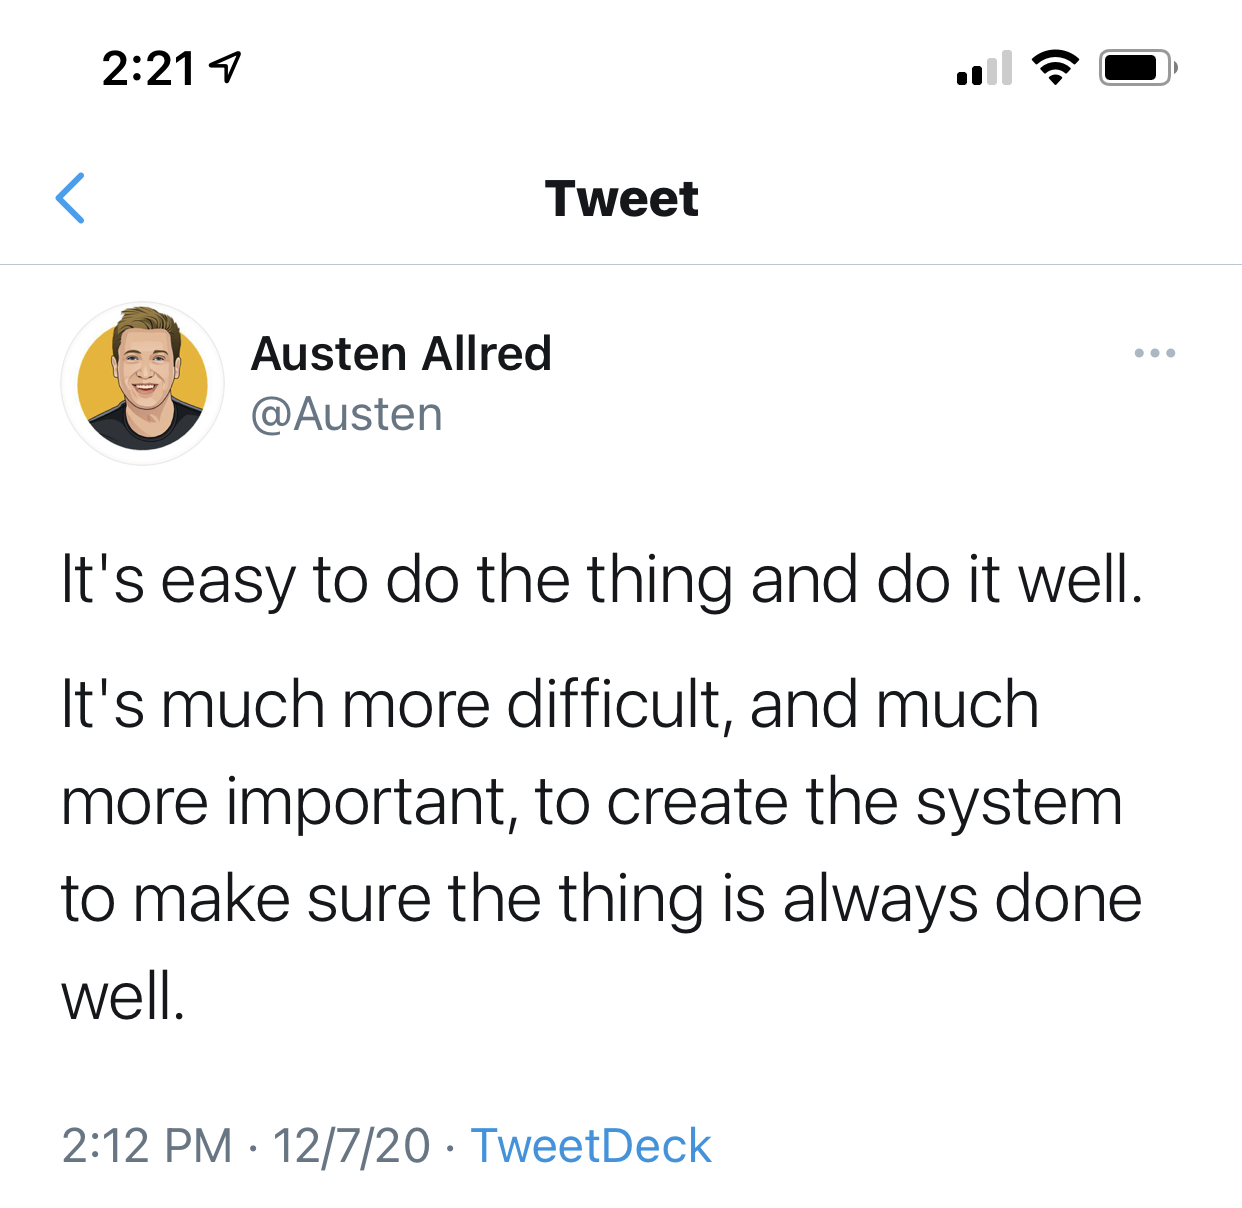 2:21
Tweet
Austen Allred
@Austen
It's easy to do the thing and do it well.
It's much more difficult, and much
more important, to create the system
to make sure the thing is always done
well.
2:12 PM · 12/7/20 · TweetDeck